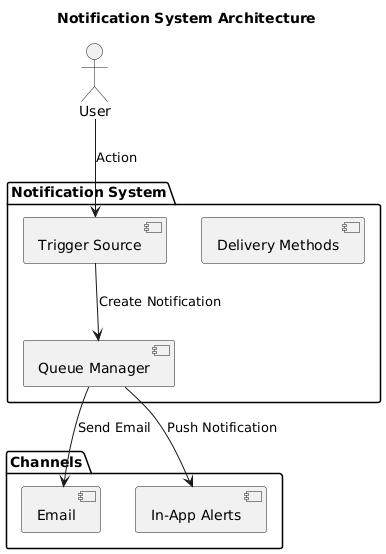 Notification System Architecture
User
Action
Notification System
Trigger Source
Delivery Methods
Create Notification
Queue Manager
Send Email
Push Notification
Channels
Email
In-App Alerts